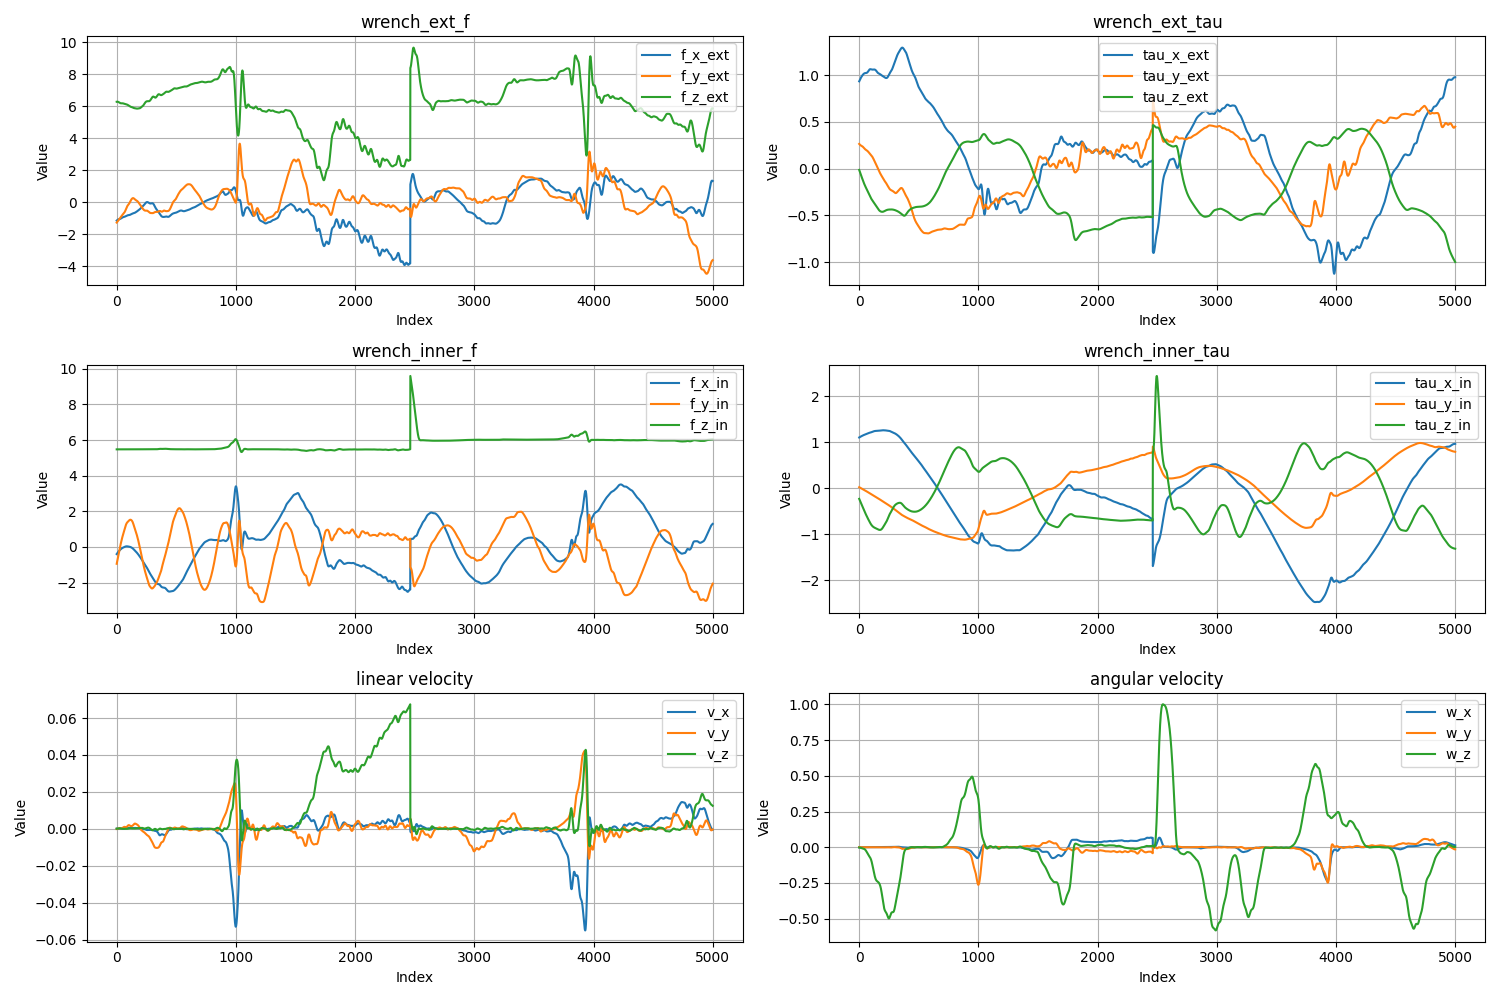 wrench_ext_f
Value
10
8
6
4
2
0
−2
−4
f_x_ext
f_y_ext
f_z_ext
0 1000 2000 3000 4000 5000
Index
wrench_ext_tau
Value
1.0
0.5
0.0
−0.5
−1.0
tau_x_ext
tau_y_ext
tau_z_ext
0 1000 2000 3000 4000 5000
Index
wrench_inner_f
Value
10
8
6
4
2
0
−2
f_x_in
f_y_in
f_z_in
0 1000 2000 3000 4000 5000
Index
wrench_inner_tau
Value
2
1
0
−1
−2
tau_x_in
tau_y_in
tau_z_in
0 1000 2000 3000 4000 5000
Index
linear velocity
Value
0.06
0.04
0.02
0.00
−0.02
−0.04
−0.06
v_x
v_y
v_z
0 1000 2000 3000 4000 5000
Index
angular velocity
Value
1.00
0.75
0.50
0.25
0.00
−0.25
−0.50
w_x
w_y
w_z
0 1000 2000 3000 4000 5000
Index